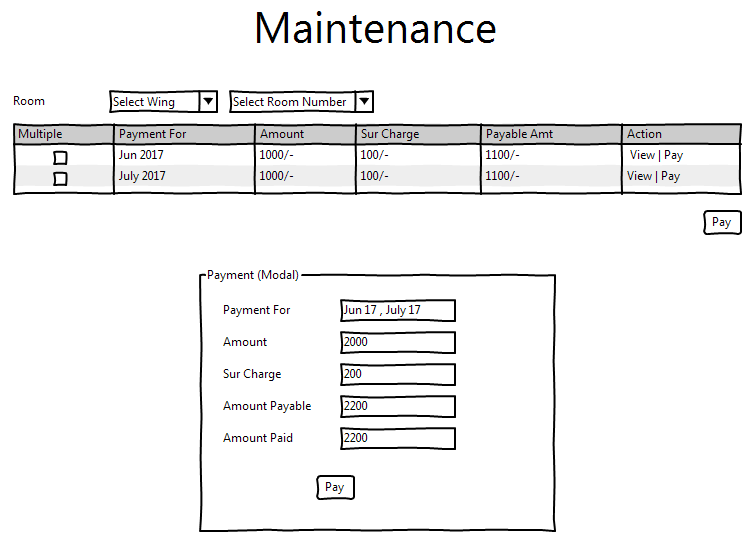 Maintenance
Room Select Wing Select Room Number
Multiple Payment For Amount Sur Charge Payable Amt Action
Jun 2017 1000/- 100/- 1100/- View | Pay
July 2017 1000/- 100/- 1100/- View | Pay
Pay
Payment (Modal)
Payment For Jun 17 , July 17
Amount 2000
Sur Charge 200
Amount Payable 2200
Amount Paid 2200
Pay